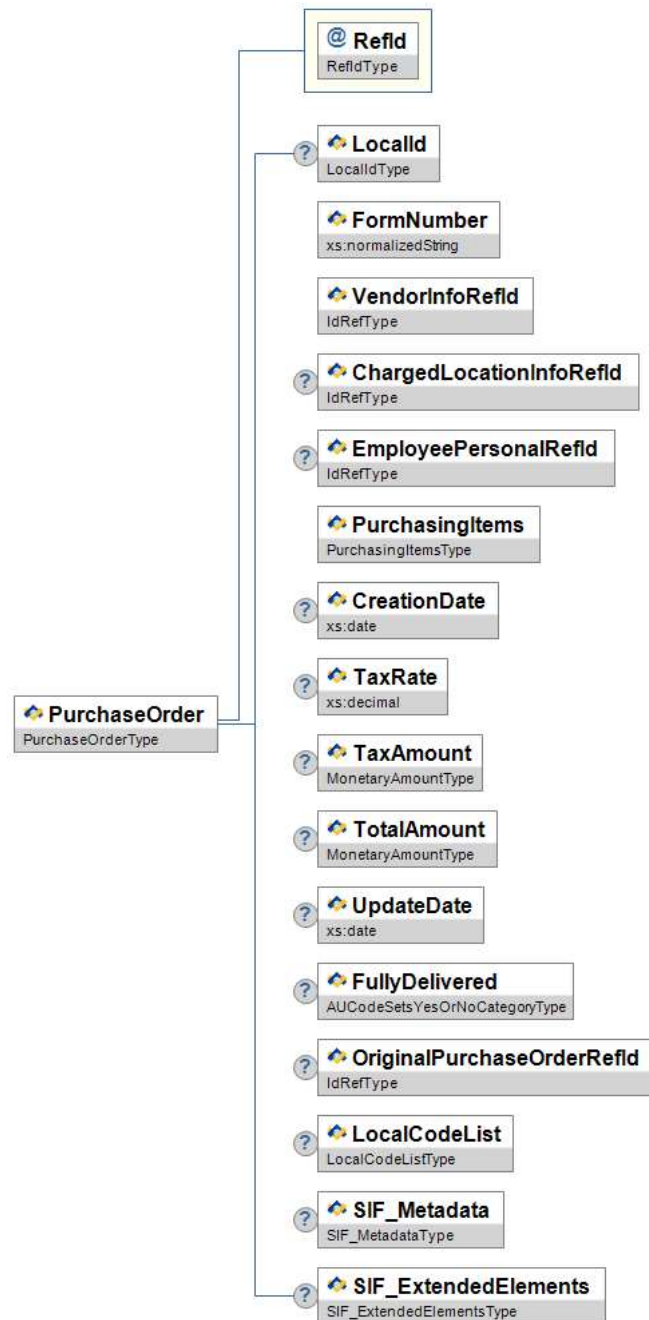 @ RefId
RefIdType
? LocalId
LocalIdType
FormNumber
xs:normalizedString
VendorInfoRefId
IdRefType
? ChargedLocationInfoRefId
IdRefType
? EmployeePersonalRefId
IdRefType
PurchasingItems
PurchasingItemsType
? CreationDate
xs:date
? TaxRate
xs:decimal
PurchaseOrder
PurchaseOrderType
? TaxAmount
MonetaryAmountType
? TotalAmount
MonetaryAmountType
? UpdateDate
xs:date
? FullyDelivered
AUCodeSetsYesOrNoCategoryType
? OriginalPurchaseOrderRefId
IdRefType
? LocalCodeList
LocalCodeListType
? SIF_Metadata
SIF_MetadataType
? SIF_ExtendedElements
SIF_ExtendedElementsType